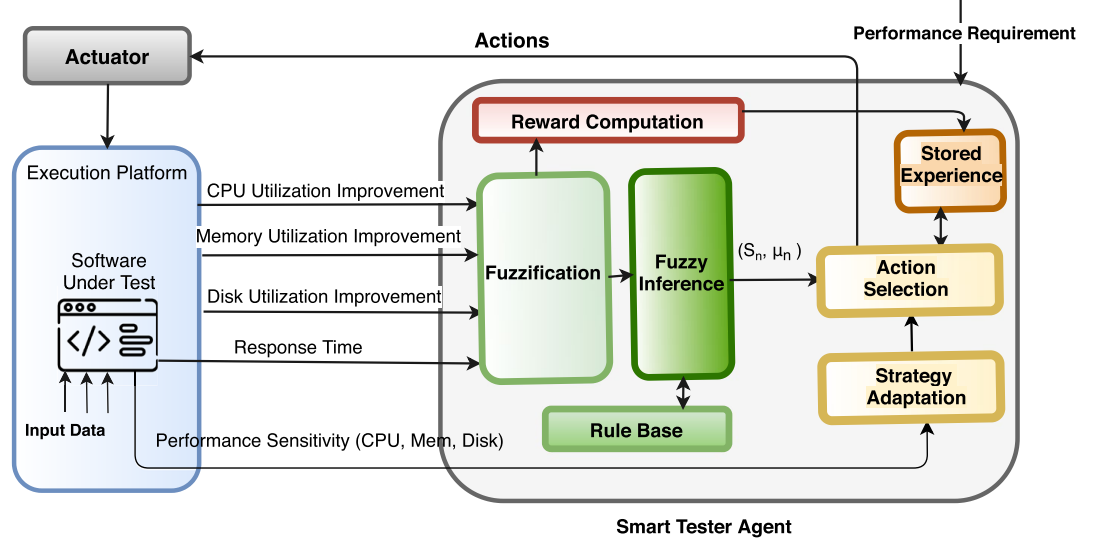 Performance Requirement
Actions
Actuator
Reward Computation
Stored
Experience
Execution Platform
CPU Utilization Improvement
Memory Utilization Improvement
Disk Utilization Improvement
Response Time
Software
Under Test
</>
Input Data
Performance Sensitivity (CPU, Mem, Disk)
Fuzzification
Fuzzy
Inference
(Sn, μn )
Action
Selection
Strategy
Adaptation
Rule Base
Smart Tester Agent